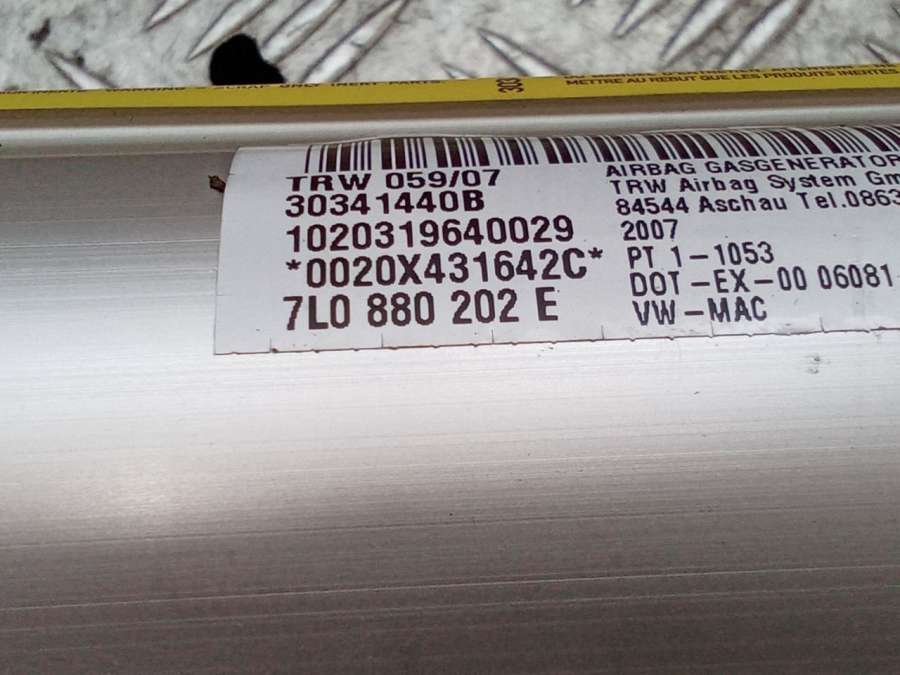 SCRAP ONLY INERT PARTS
303
METTRE AU REBUT QUE LES PRODUITS INERTES
TRW 059/07
30341440B
1020319640029
*0020X431642C*
7L0 880 202 E
AIRBAG GASGENERATOR
TRW Airbag System Gm
84544 Aschau Tel.0863
2007
PT 1-1053
DOT-EX-00 06081-
VW-MAC